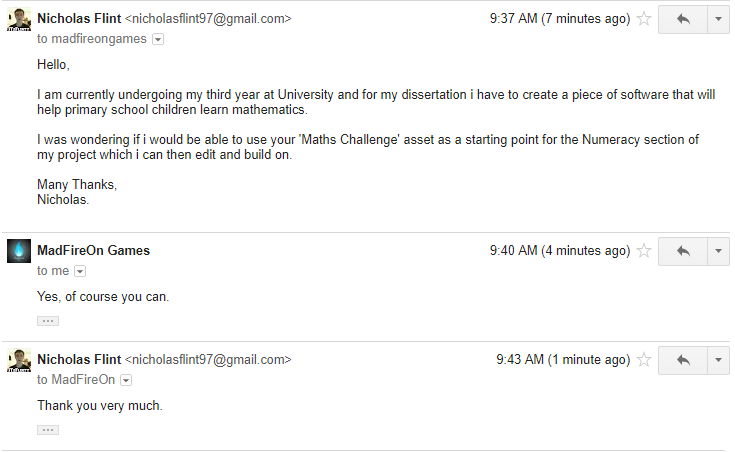 Nicholas Flint <nicholasflint97@gmail.com> 9:37 AM (7 minutes ago)
to madfireongames
Hello,
I am currently undergoing my third year at University and for my dissertation i have to create a piece of software that will
help primary school children learn mathematics.
I was wondering if i would be able to use your 'Maths Challenge' asset as a starting point for the Numeracy section of
my project which i can then edit and build on.
Many Thanks,
Nicholas.
MadFireOn Games 9:40 AM (4 minutes ago)
to me
Yes, of course you can.
Nicholas Flint <nicholasflint97@gmail.com> 9:43 AM (1 minute ago)
to MadFireOn
Thank you very much.